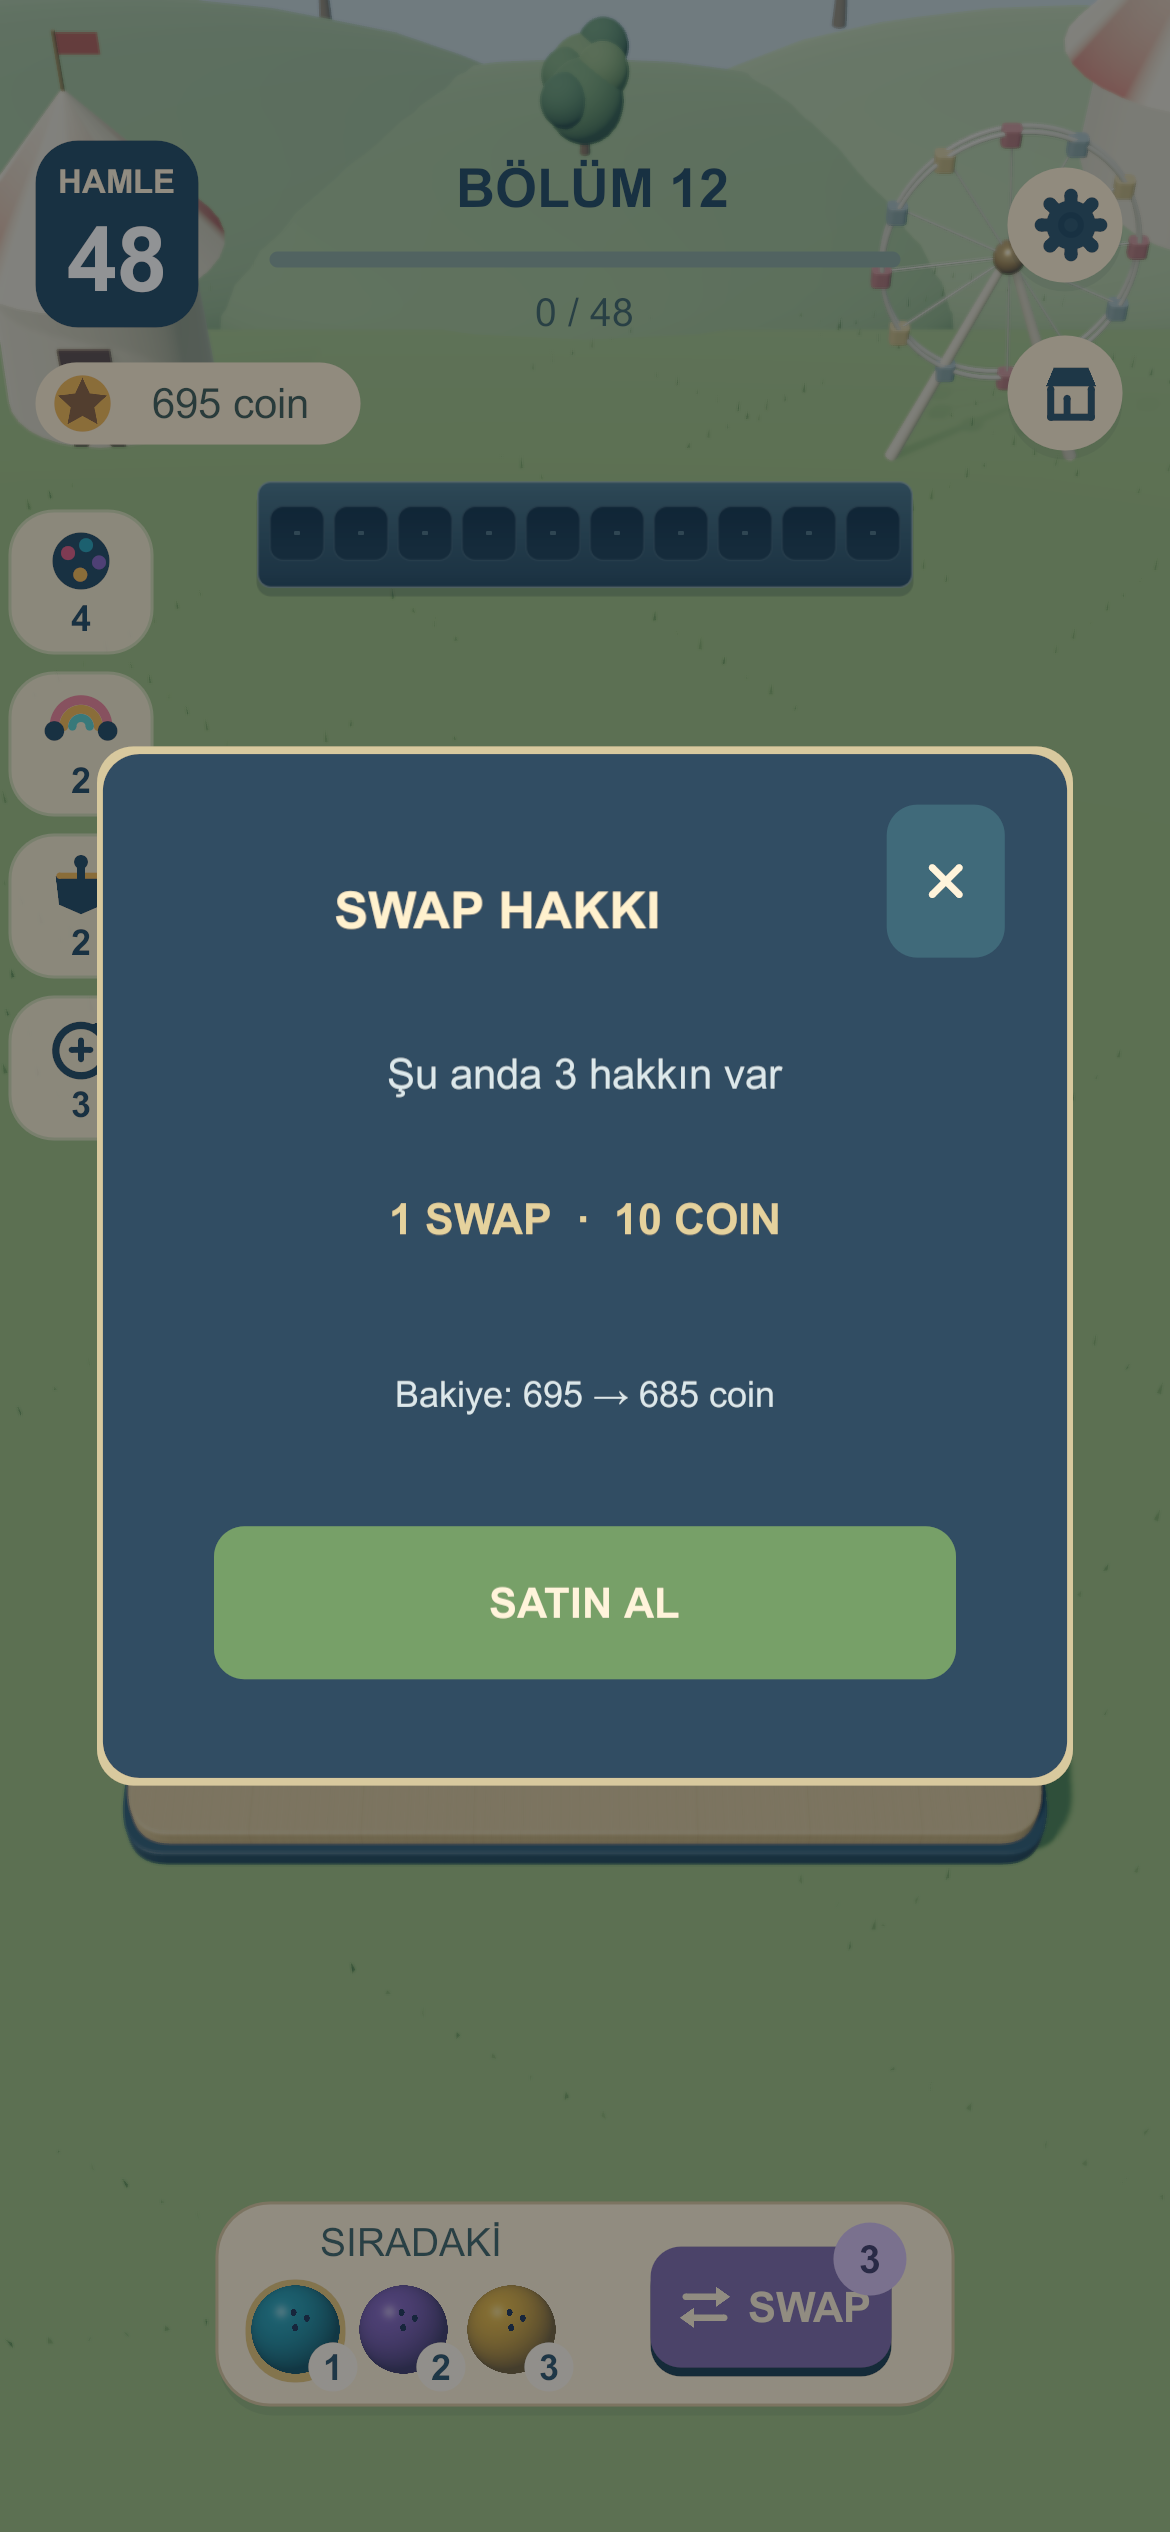 HAMLE
48
BÖLÜM 12
0 / 48
695 coin
4
2
2
3
SWAP HAKKI
Şu anda 3 hakkın var
1 SWAP · 10 COIN
Bakiye: 695 → 685 coin
SATIN AL
SIRADAKİ
1
2
3
SWAP
3